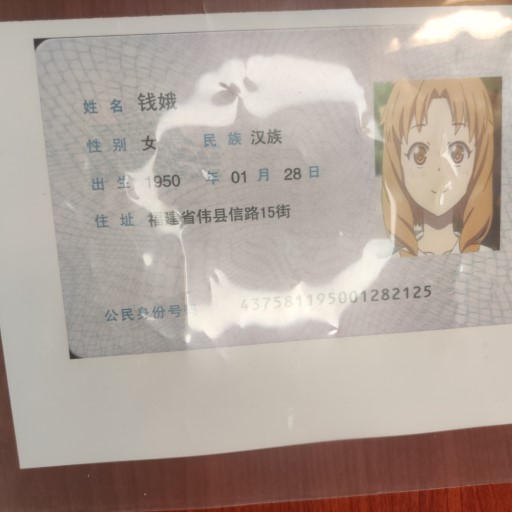 姓名 钱娥
性别 女 民族 汉族
出生 1950 年 01 月 28 日
住址 福建省伟县信路15街
公民身份号码 437581195001282125